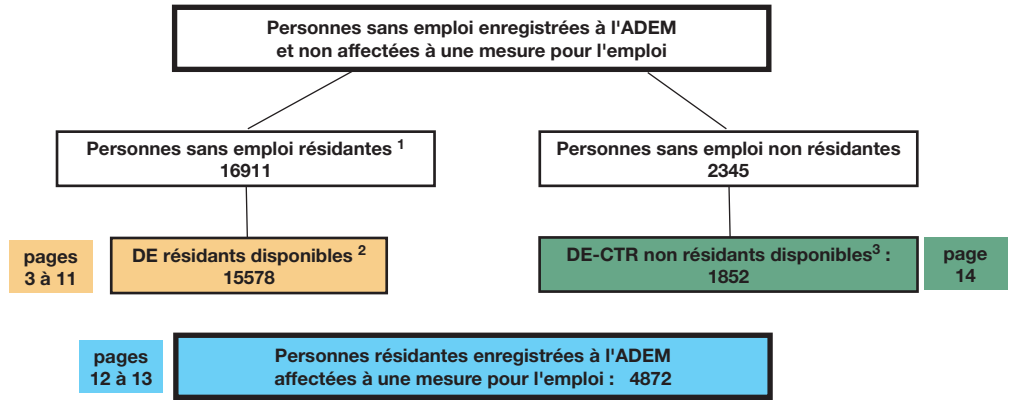 Personnes sans emploi enregistrées à l'ADEM
et non affectées à une mesure pour l'emploi
Personnes sans emploi résidantes 1
16911
Personnes sans emploi non résidantes
2345
pages
3 à 11
DE résidants disponibles 2
15578
DE-CTR non résidants disponibles3 :
1852
page
14
pages
12 à 13
Personnes résidantes enregistrées à l'ADEM
affectées à une mesure pour l'emploi : 4872